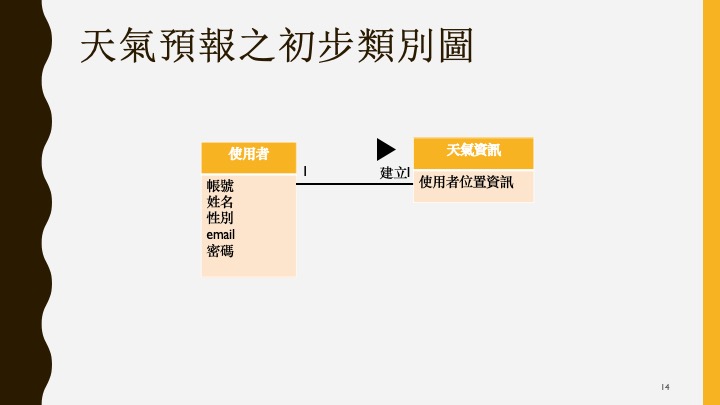 天氣預報之初步類別圖
使用者
帳號
姓名
性別
email
密碼
1
建立1
天氣資訊
使用者位置資訊
14